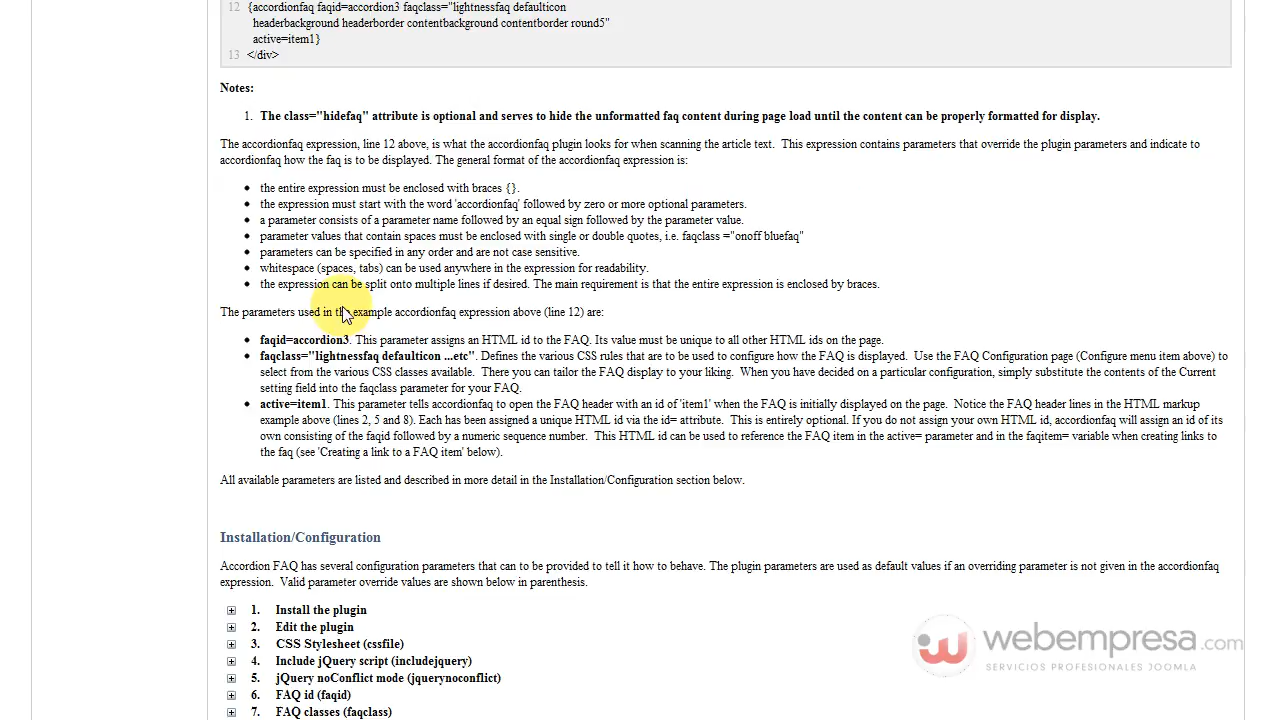 12 {accordionfaq faqid=accordion3 faqclass="lightnessfaq defaulticon
headerbackground headerborder contentbackground contentborder round5"
active=item1}
13 </div>
Notes:
1. The class="hidefaq" attribute is optional and serves to hide the unformatted faq content during page load until the content can be properly formatted for display.
The accordionfaq expression, line 12 above, is what the accordionfaq plugin looks for when scanning the article text. This expression contains parameters that override the plugin parameters and indicate to
accordionfaq how the faq is to be displayed. The general format of the accordionfaq expression is:
• the entire expression must be enclosed with braces {}.
• the expression must start with the word 'accordionfaq' followed by zero or more optional parameters.
• a parameter consists of a parameter name followed by an equal sign followed by the parameter value.
• parameter values that contain spaces must be enclosed with single or double quotes, i.e. faqclass ="onoff bluefaq"
• parameters can be specified in any order and are not case sensitive.
• whitespace (spaces, tabs) can be used anywhere in the expression for readability.
• the expression can be split onto multiple lines if desired. The main requirement is that the entire expression is enclosed by braces.
The parameters used in the example accordionfaq expression above (line 12) are:
• faqid=accordion3. This parameter assigns an HTML id to the FAQ. Its value must be unique to all other HTML ids on the page.
• faqclass="lightnessfaq defaulticon ...etc". Defines the various CSS rules that are to be used to configure how the FAQ is displayed. Use the FAQ Configuration page (Configure menu item above) to
select from the various CSS classes available. There you can tailor the FAQ display to your liking. When you have decided on a particular configuration, simply substitute the contents of the Current
setting field into the faqclass parameter for your FAQ.
• active=item1. This parameter tells accordionfaq to open the FAQ header with an id of 'item1' when the FAQ is initially displayed on the page. Notice the FAQ header lines in the HTML markup
example above (lines 2, 5 and 8). Each has been assigned a unique HTML id via the id= attribute. This is entirely optional. If you do not assign your own HTML id, accordionfaq will assign an id of its
own consisting of the faqid followed by a numeric sequence number. This HTML id can be used to reference the FAQ item in the active= parameter and in the faqitem= variable when creating links to
the faq (see 'Creating a link to a FAQ item' below).
All available parameters are listed and described in more detail in the Installation/Configuration section below.
Installation/Configuration
Accordion FAQ has several configuration parameters that can to be provided to tell it how to behave. The plugin parameters are used as default values if an overriding parameter is not given in the accordionfaq
expression. Valid parameter override values are shown below in parenthesis.
1. Install the plugin
2. Edit the plugin
3. CSS Stylesheet (cssfile)
4. Include jQuery script (includejquery)
5. jQuery noConflict mode (jquerynoconflict)
6. FAQ id (faqid)
7. FAQ classes (faqclass)
webempresa.com
SERVICIOS PROFESIONALES JOOMLA